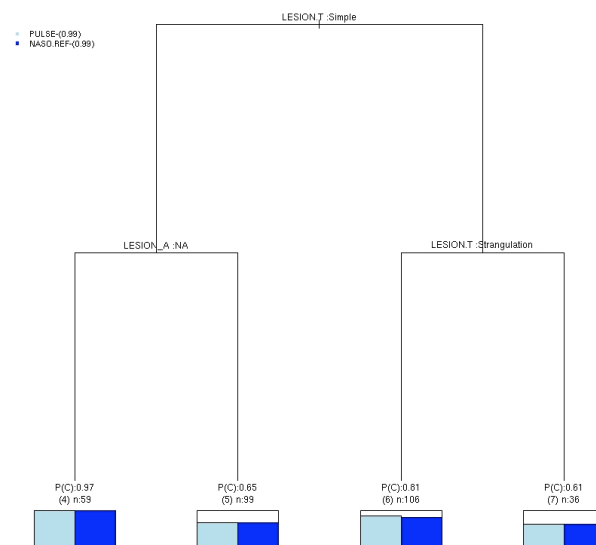 LESION.T :Simple
PULSE-(0.99)
NASO.REF-(0.99)
LESION_A :NA
LESION.T :Strangulation
P(C):0.97
(4) n:59
P(C):0.65
(5) n:99
P(C):0.81
(6) n:106
P(C):0.61
(7) n:36